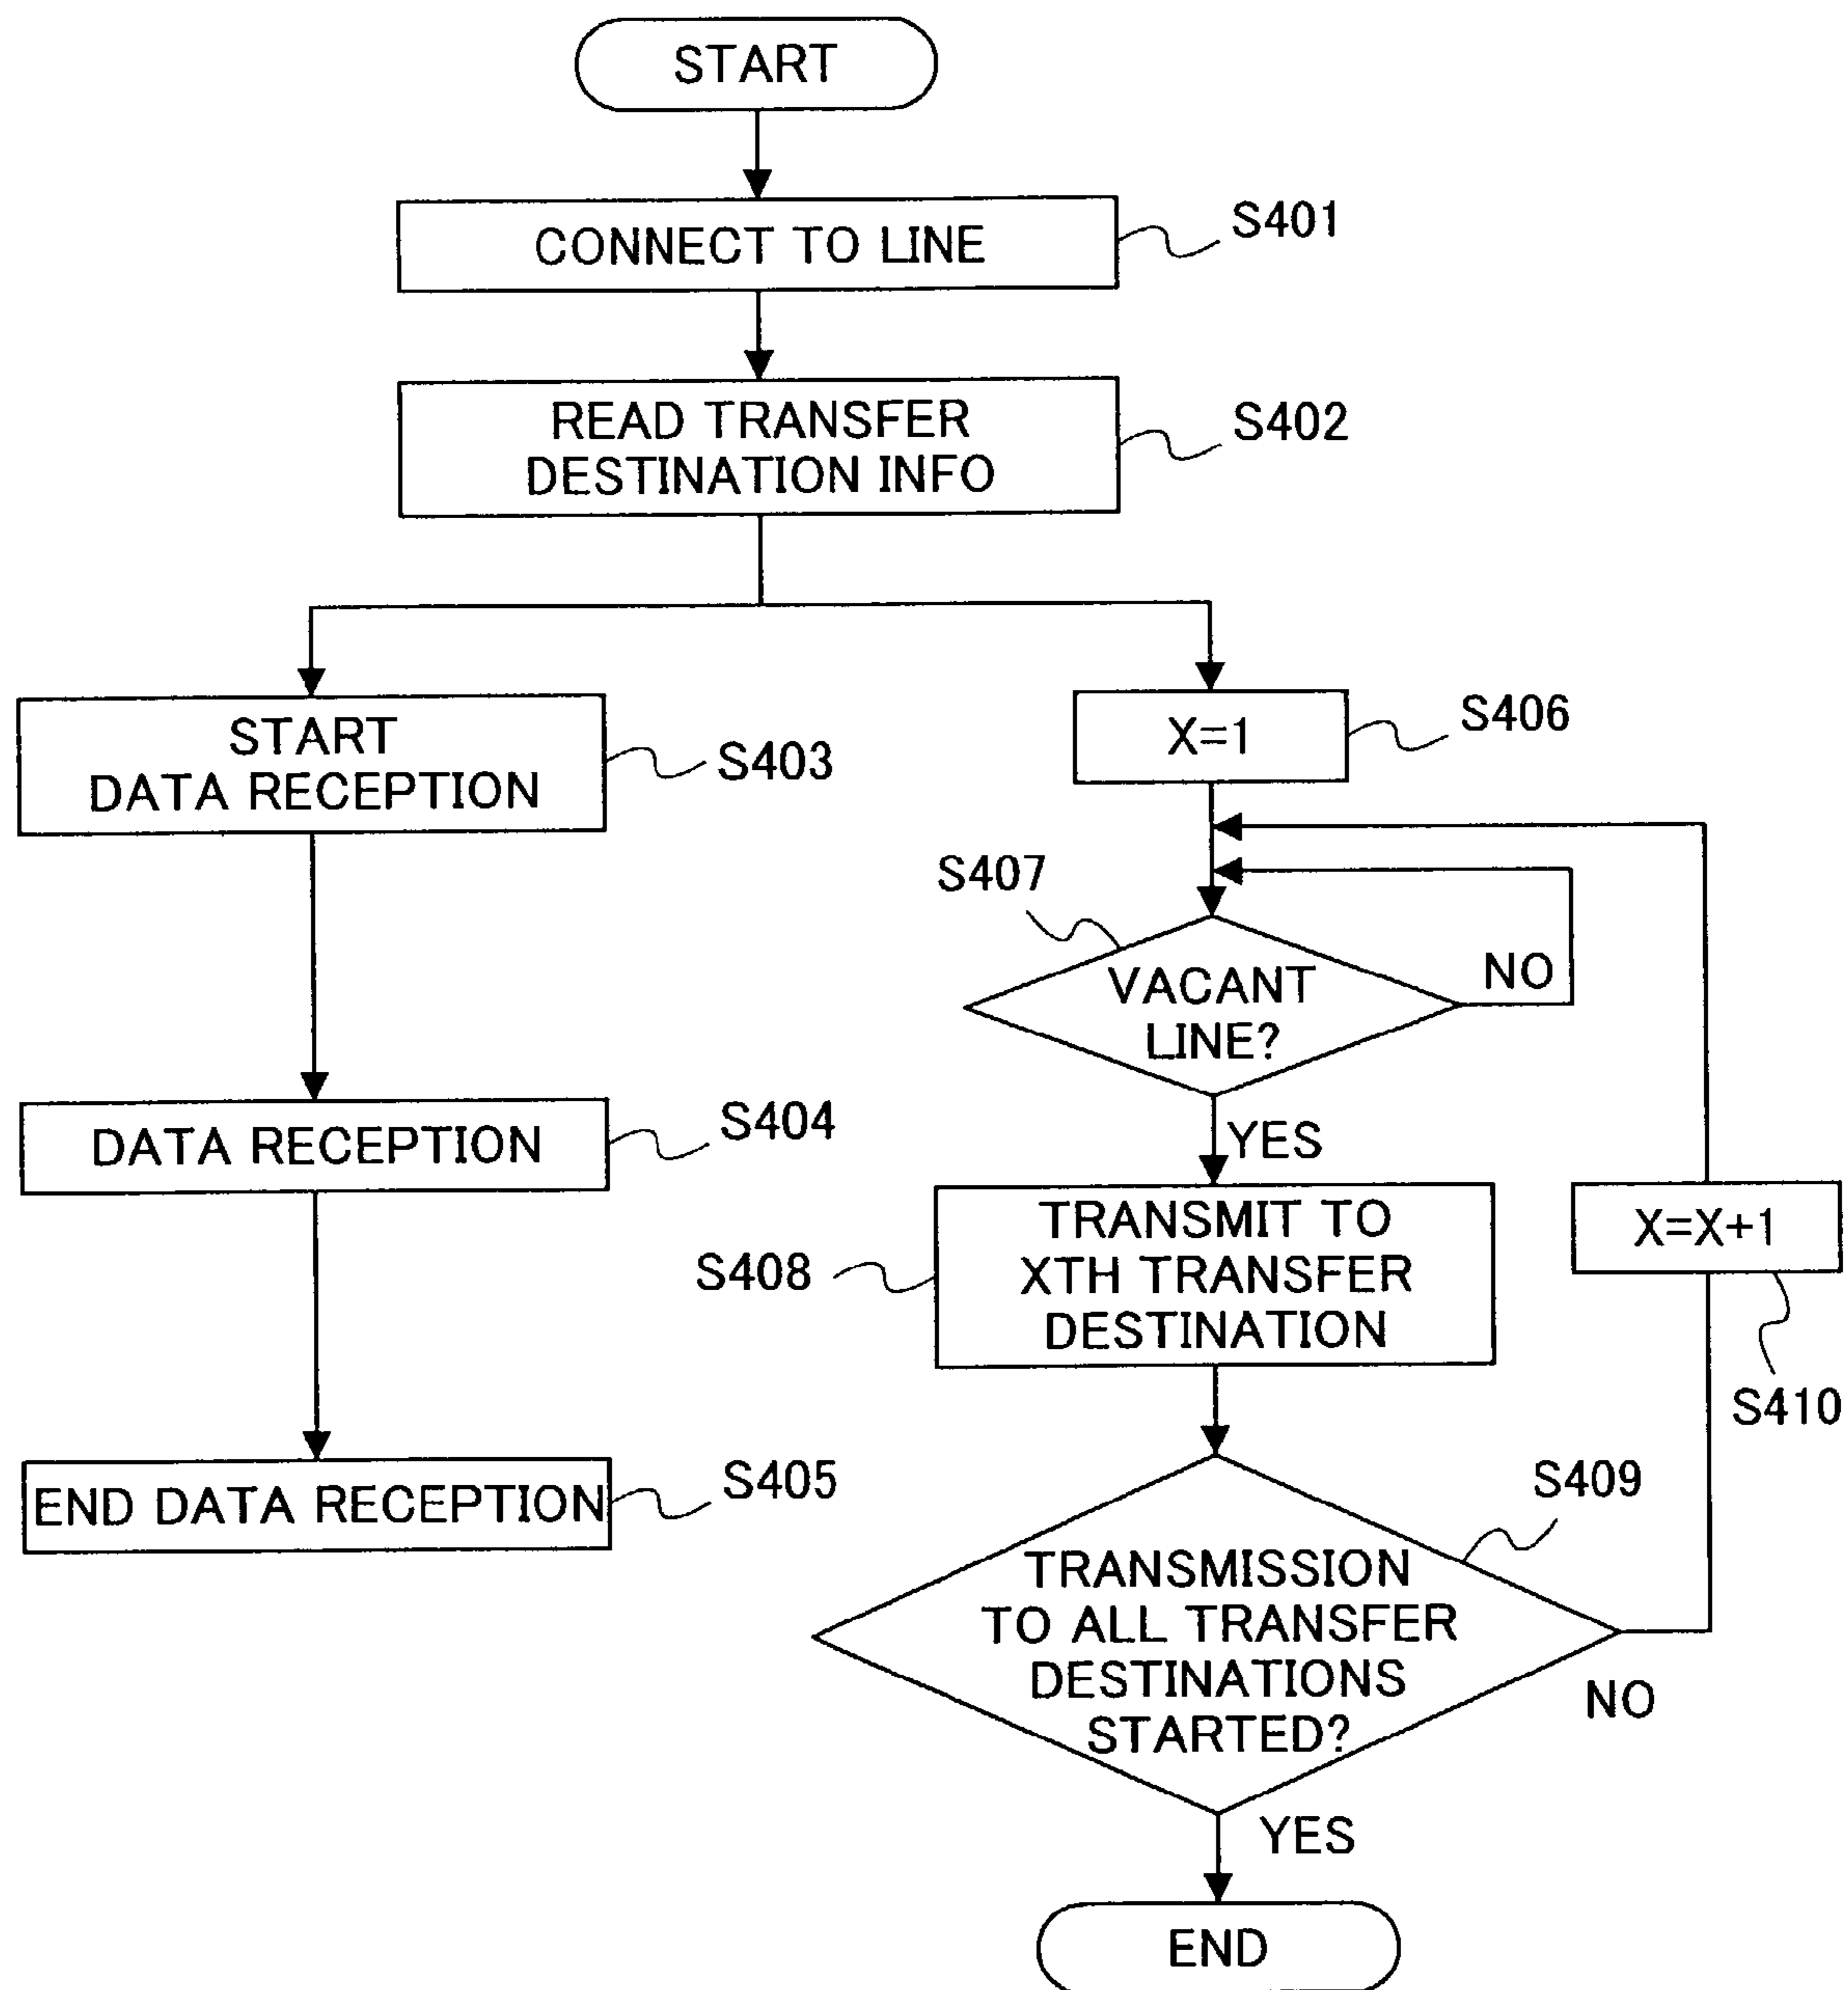 START
CONNECT TO LINE
S401
READ TRANSFER
DESTINATION INFO
S402
START
DATA RECEPTION
S403
DATA RECEPTION
S404
END DATA RECEPTION
S405
X=1
S406
S407
VACANT
LINE?
NO
YES
S408
TRANSMIT TO
XTH TRANSFER
DESTINATION
X=X+1
S410
S409
TRANSMISSION
TO ALL TRANSFER
DESTINATIONS
STARTED?
NO
YES
END